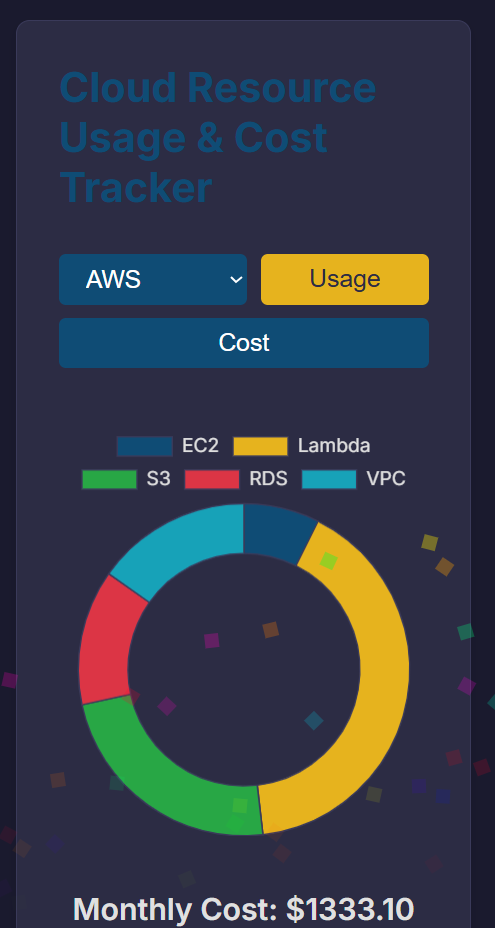 Cloud Resource
Usage & Cost
Tracker
AWS Usage
Cost
EC2 Lambda
S3 RDS VPC
Monthly Cost: $1333.10